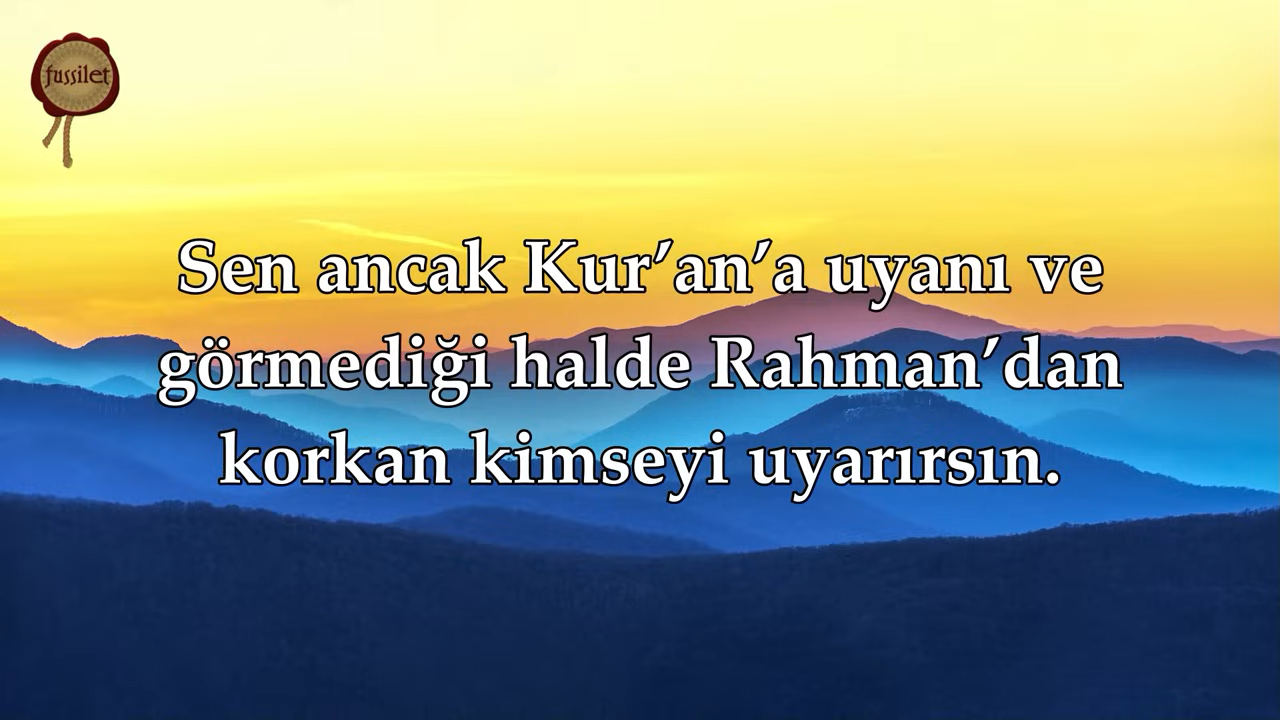 fussilet
Sen ancak Kur’an’a uyanı ve
görmediği halde Rahman’dan
korkan kimseyi uyarırsın.